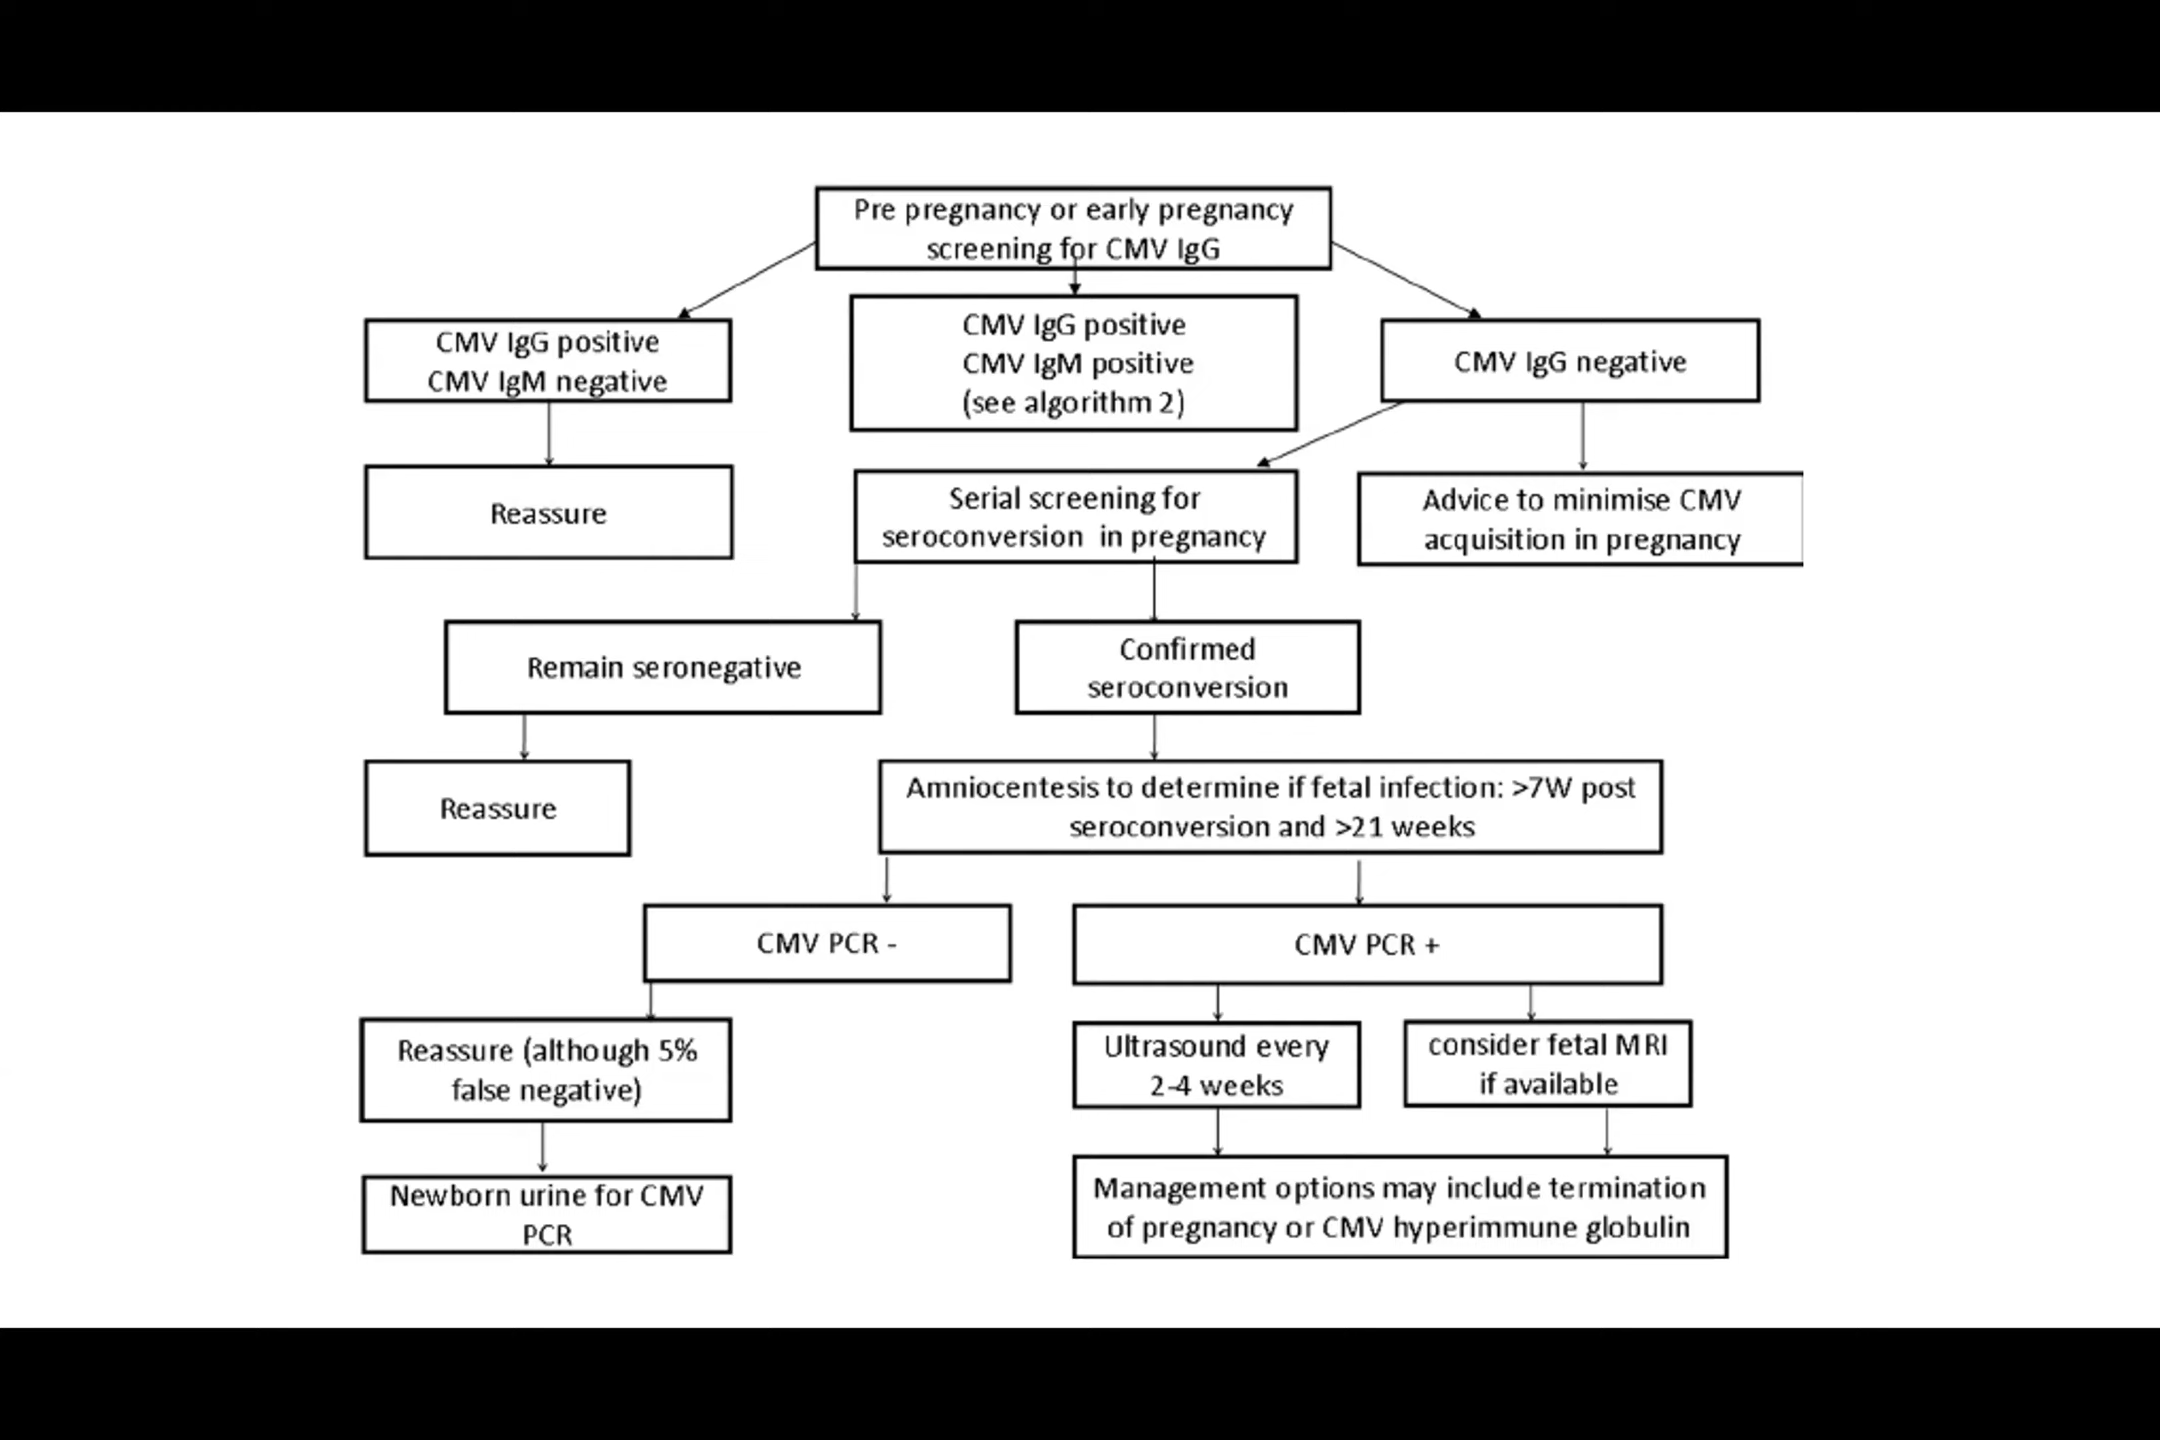 Pre pregnancy or early pregnancy
screening for CMV IgG
CMV IgG positive
CMV IgM negative
CMV IgG positive
CMV IgM positive
(see algorithm 2)
CMV IgG negative
Reassure
Serial screening for
seroconversion in pregnancy
Advice to minimise CMV
acquisition in pregnancy
Remain seronegative
Confirmed
seroconversion
Reassure
Amniocentesis to determine if fetal infection: >7W post
seroconversion and >21 weeks
CMV PCR -
CMV PCR +
Reassure (although 5%
false negative)
Ultrasound every
2-4 weeks
consider fetal MRI
if available
Newborn urine for CMV
PCR
Management options may include termination
of pregnancy or CMV hyperimmune globulin